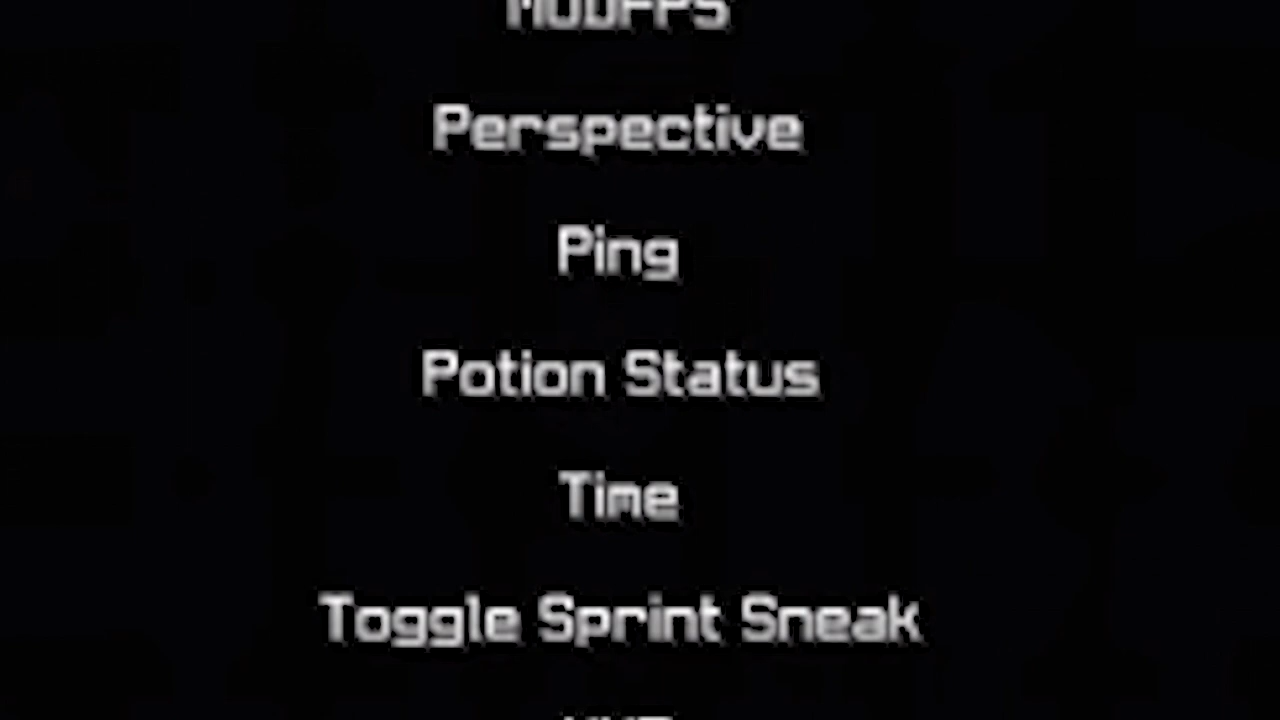 Perspective
Ping
Potion Status
Time
Toggle Sprint Sneak